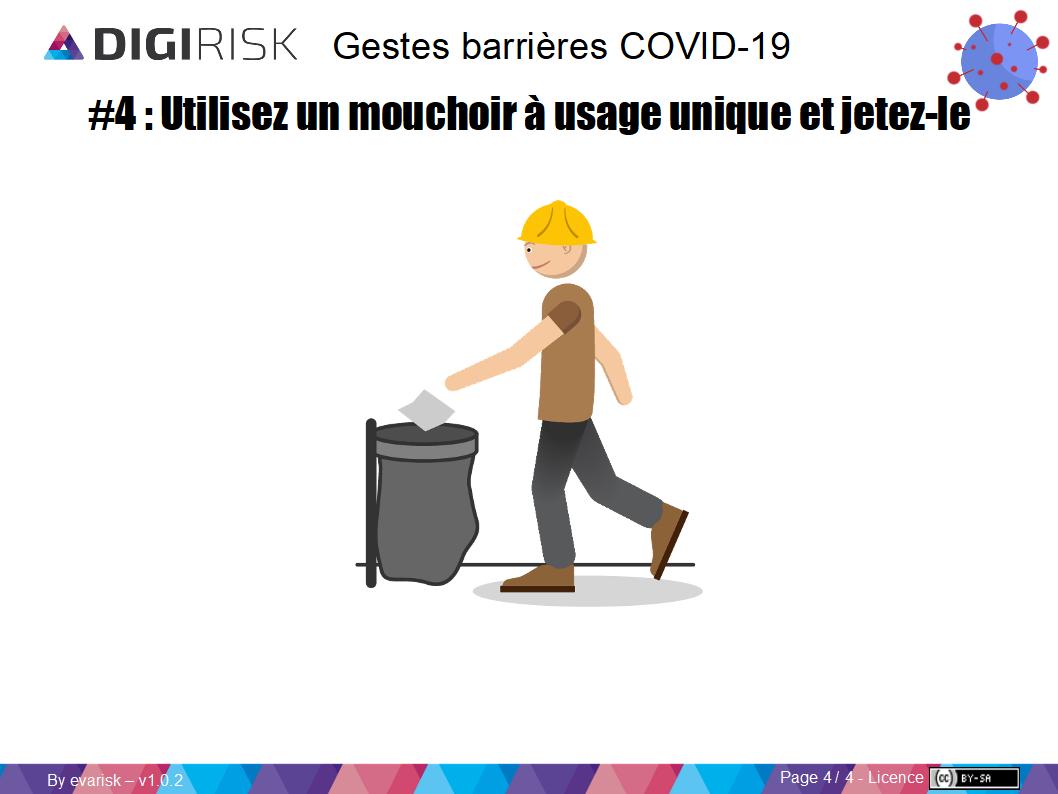 DIGIRISK
Gestes barrières COVID-19
#4 : Utilisez un mouchoir à usage unique et jetez-le
By evarisk – v1.0.2
Page 4 / 4 - Licence
(cc) BY-SA